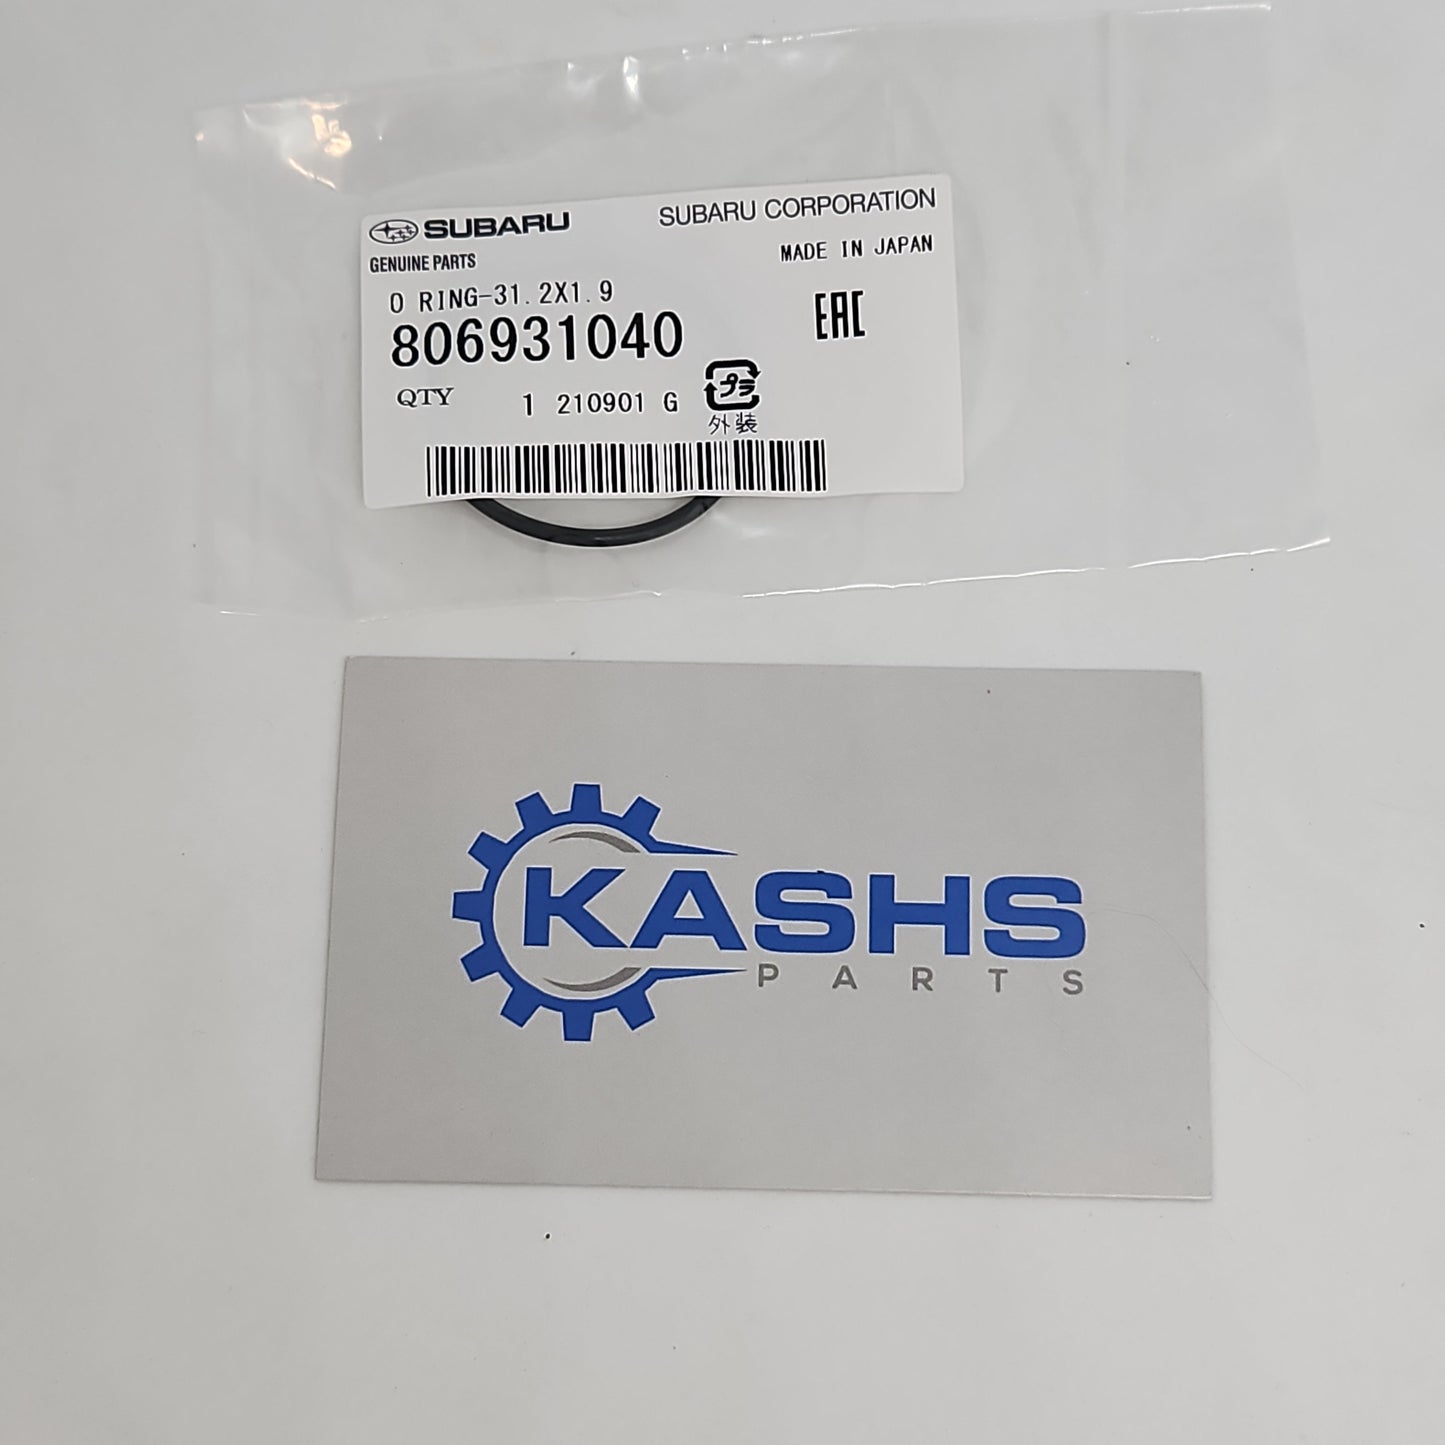 SUBARU SUBARU CORPORATION
GENUINE PARTS MADE IN JAPAN
O RING-31.2X1.9
806931040 EAC
QTY 1 210901 G プラ
外装
KASHS
PARTS